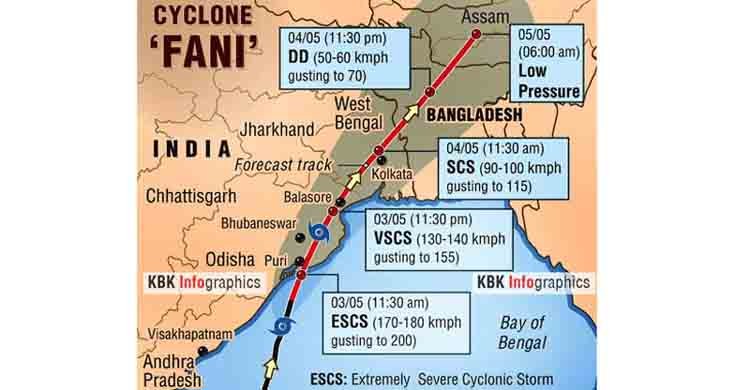 CYCLONE
'FANI'
Assam
04/05 (11:30 pm)
DD (50-60 kmph
gusting to 70)
05/05
(06:00 am)
Low
Pressure
West
Bengal
BANGLADESH
Jharkhand
INDIA
Forecast track
Kolkata
04/05 (11:30 am)
SCS (90-100 kmph
gusting to 115)
Chhattisgarh
Balasore
Bhubaneswar
03/05 (11:30 pm)
VSCS (130-140 kmph
gusting to 155)
Odisha
Puri
KBK Infographics
KBK Infographics
03/05 (11:30 am)
ESCS (170-180 kmph
gusting to 200)
Visakhapatnam
Bay of
Bengal
Andhra
Pradesh
ESCS: Extremely Severe Cyclonic Storm